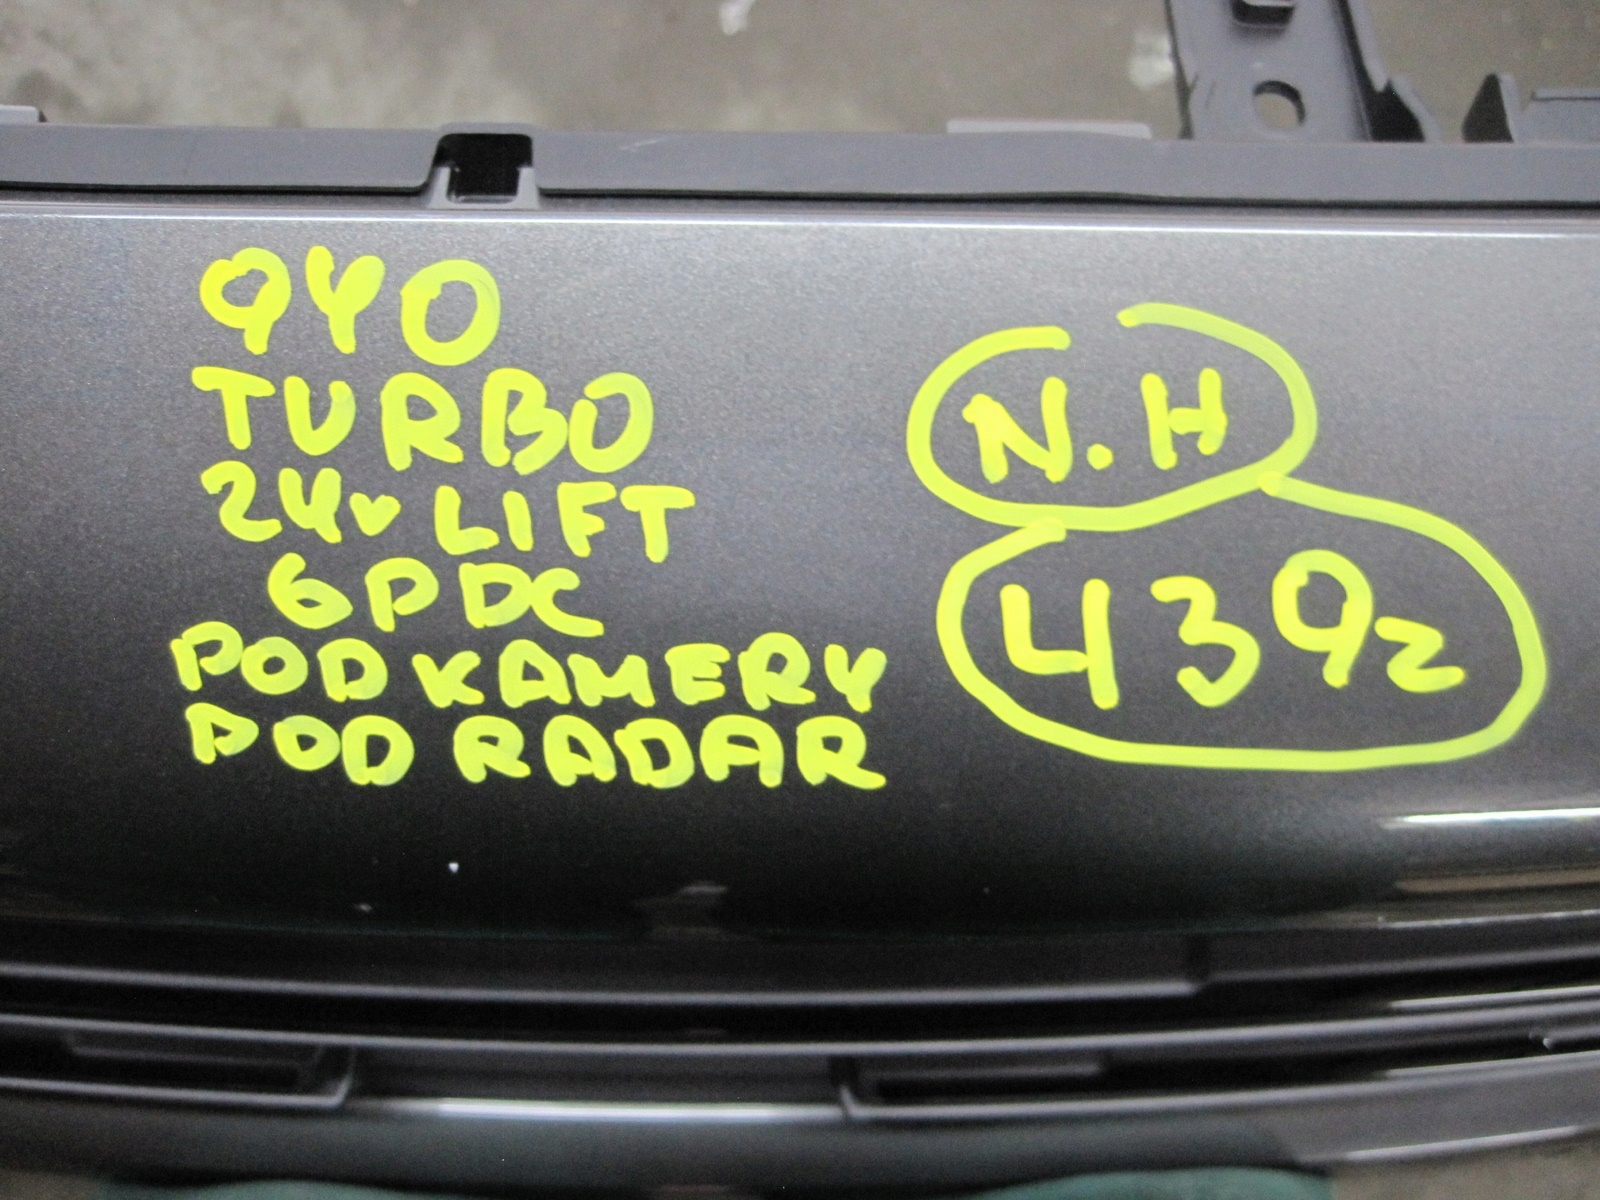 9Y0
TURBO
24v LIFT
6PDC
POD KAMERY
POD RADAR
N.H
439z